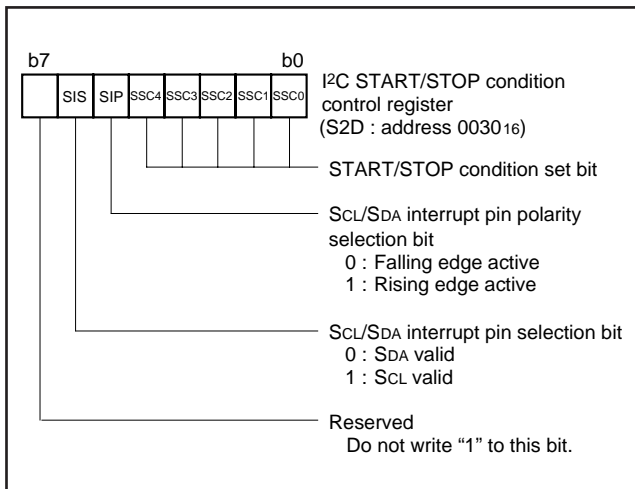 b7 b0
SIS SIP SSC4 SSC3 SSC2 SSC1 SSC0
I2C START/STOP condition
control register
(S2D : address 003016)
START/STOP condition set bit
SCL/SDA interrupt pin polarity
selection bit
0 : Falling edge active
1 : Rising edge active
SCL/SDA interrupt pin selection bit
0 : SDA valid
1 : SCL valid
Reserved
Do not write “1” to this bit.